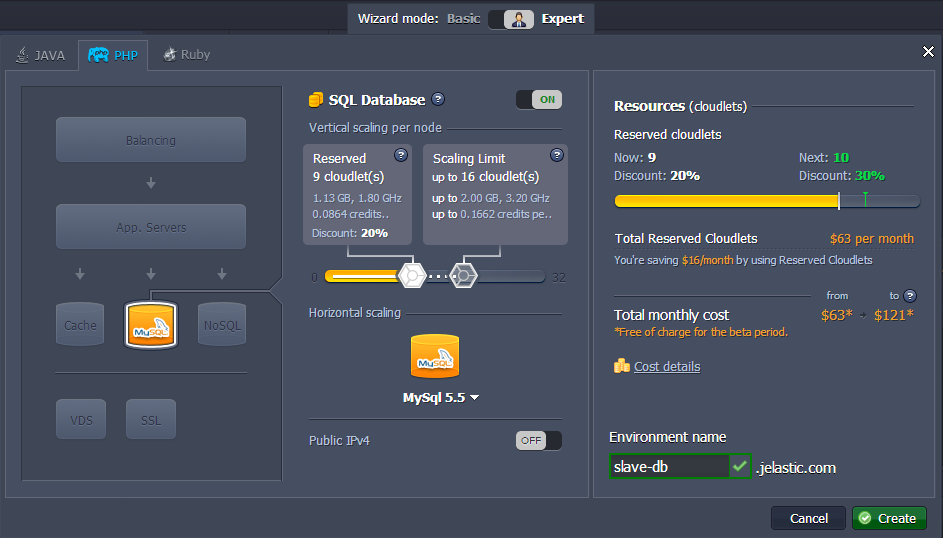 Wizard mode: Basic Expert
JAVA PHP Ruby
Balancing
App. Servers
Cache MySQL NoSQL
VDS SSL
SQL Database ? ON
Vertical scaling per node
Reserved ?
9 cloudlet(s)
1.13 GB, 1.80 GHz
0.0864 credits..
Discount: 20%
Scaling Limit ?
up to 16 cloudlet(s)
up to 2.00 GB, 3.20 GHz
up to 0.1662 credits pe..
0 32
Horizontal scaling
MySQL
MySql 5.5
Public IPv4 OFF
Resources (cloudlets)
Reserved cloudlets
Now: 9 Next: 10
Discount: 20% Discount: 30%
Total Reserved Cloudlets $63 per month
You're saving $16/month by using Reserved Cloudlets
from to ?
Total monthly cost $63* $121*
*Free of charge for the beta period.
Cost details
Environment name
slave-db .jelastic.com
Cancel Create